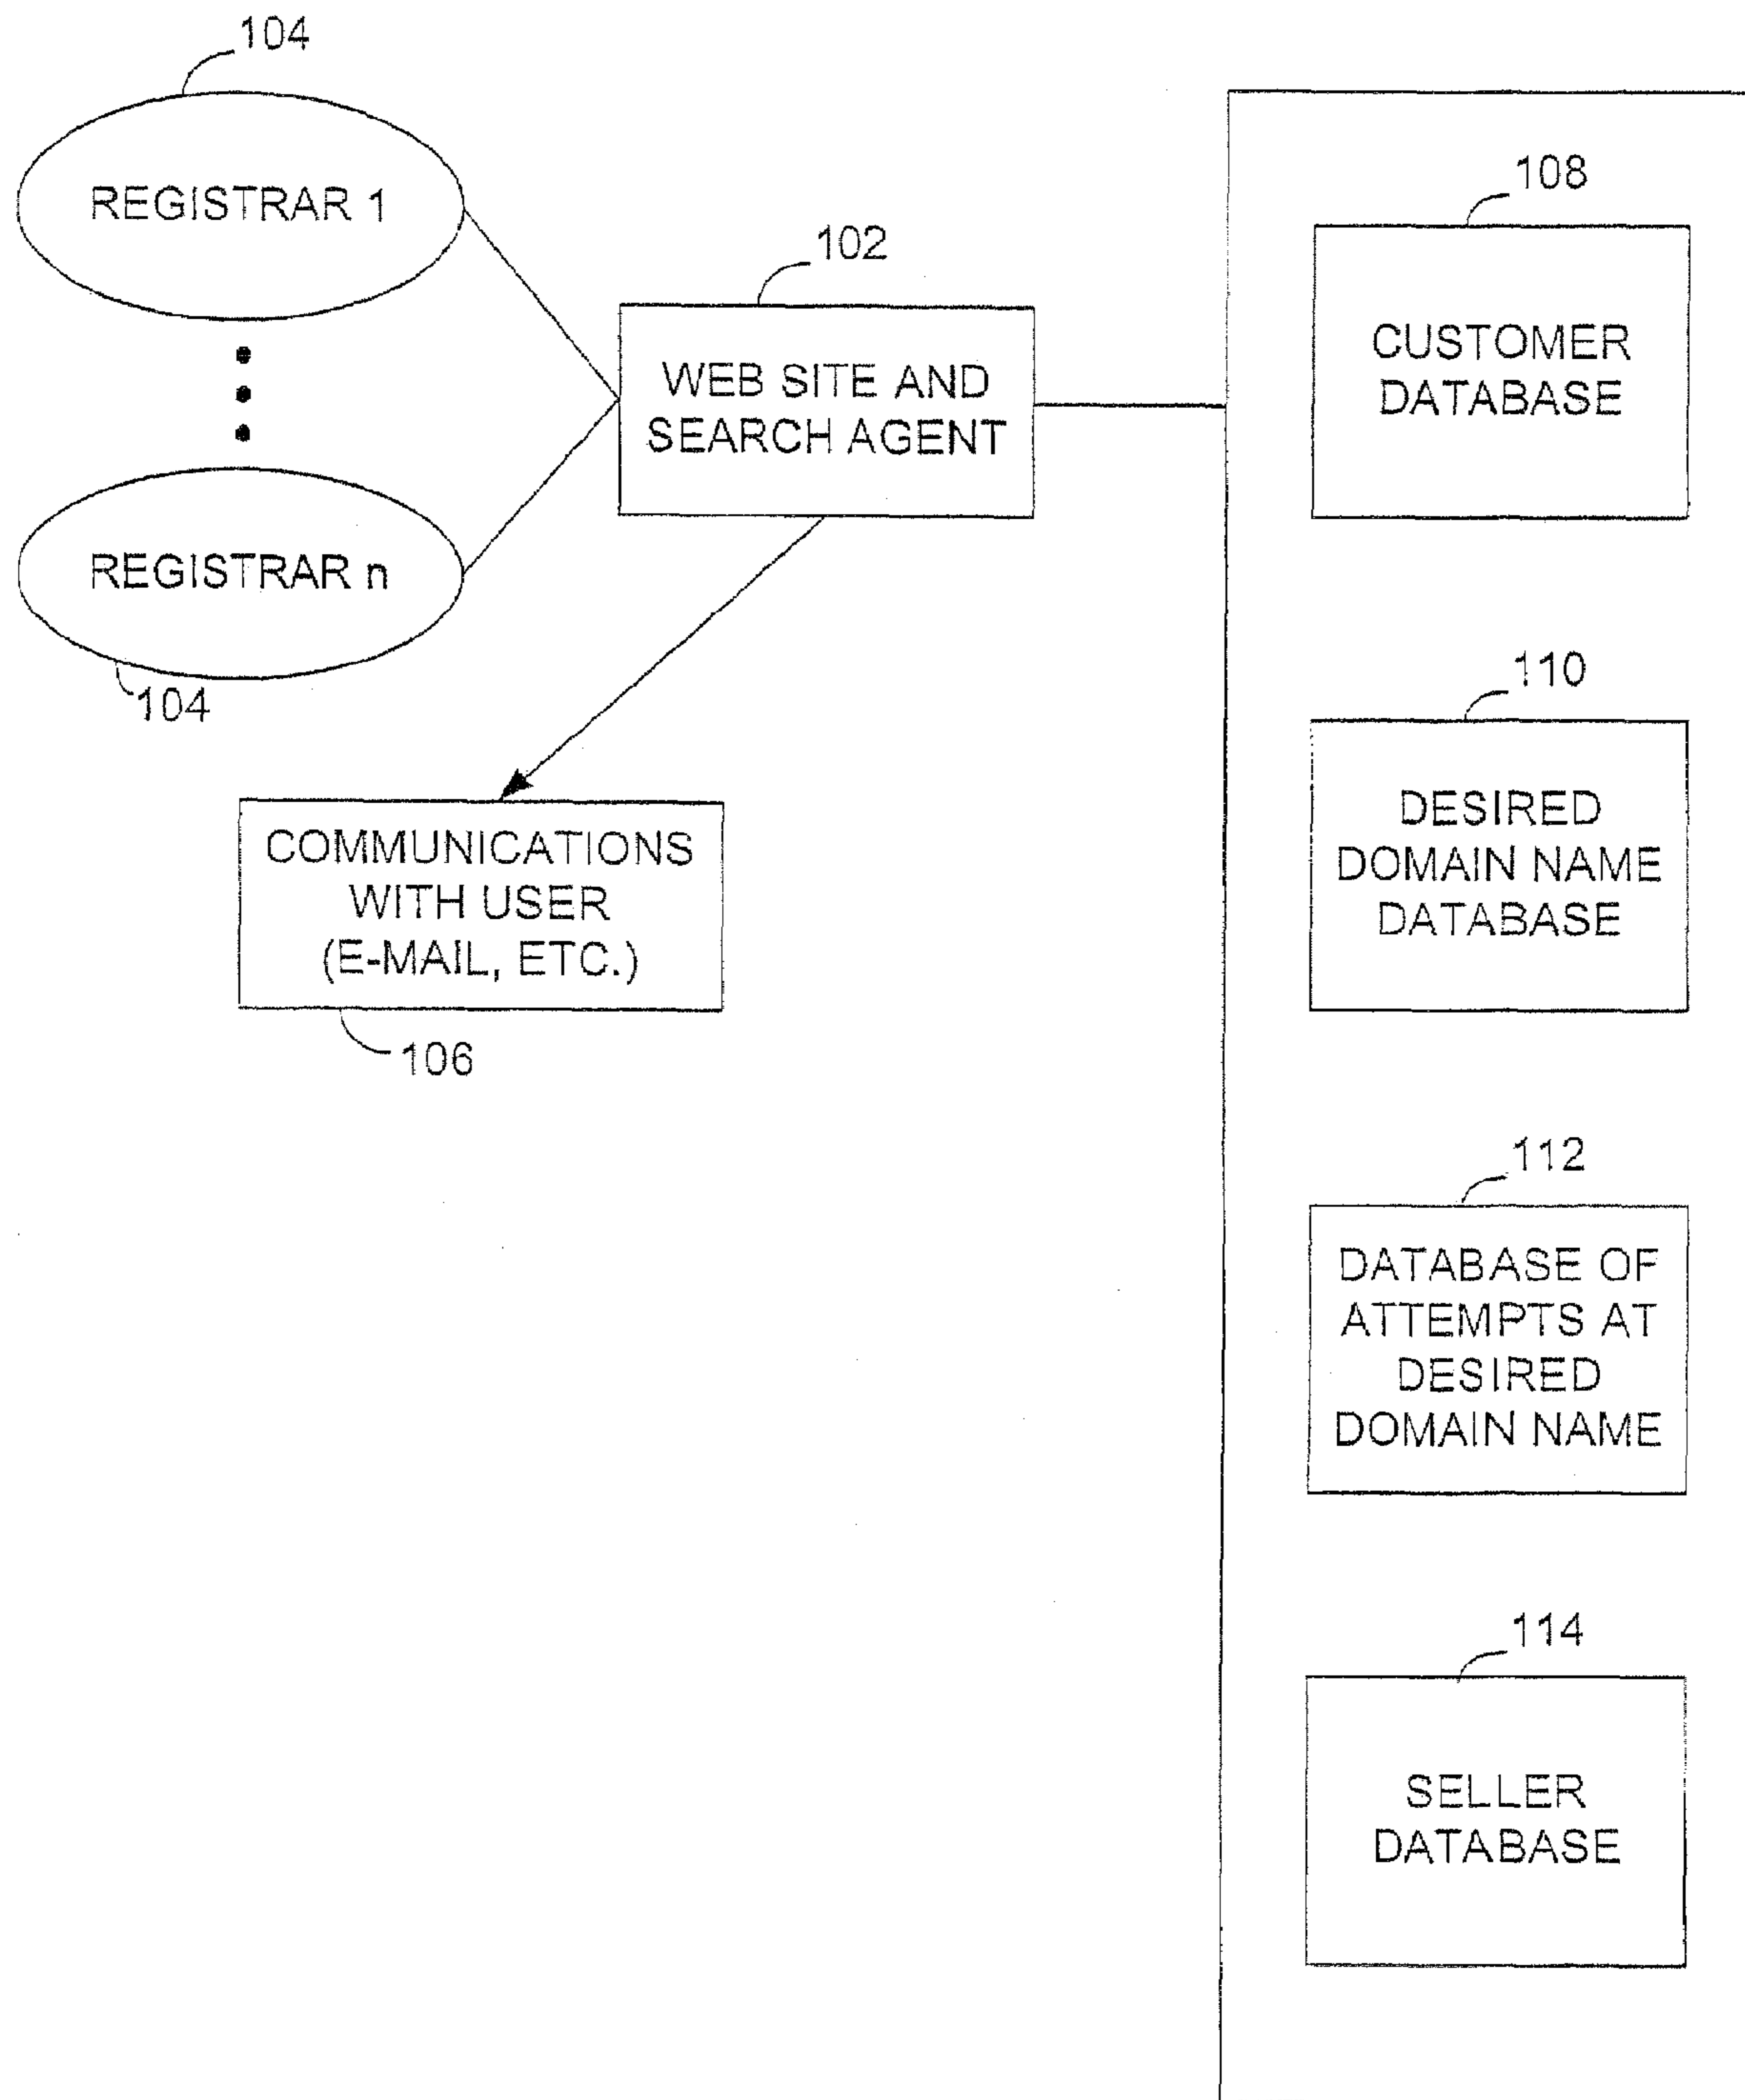 104
REGISTRAR 1
REGISTRAR n
104
102
WEB SITE AND
SEARCH AGENT
COMMUNICATIONS
WITH USER
(E-MAIL, ETC.)
106
108
CUSTOMER
DATABASE
110
DESIRED
DOMAIN NAME
DATABASE
112
DATABASE OF
ATTEMPTS AT
DESIRED
DOMAIN NAME
114
SELLER
DATABASE